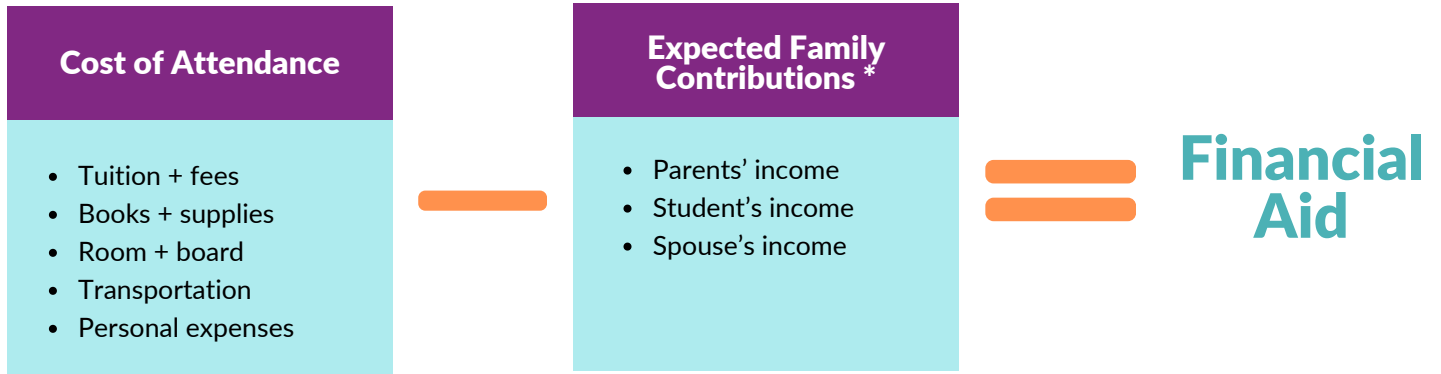 Cost of Attendance
• Tuition + fees
• Books + supplies
• Room + board
• Transportation
• Personal expenses
Expected Family
Contributions *
• Parents’ income
• Student’s income
• Spouse’s income
Financial
Aid